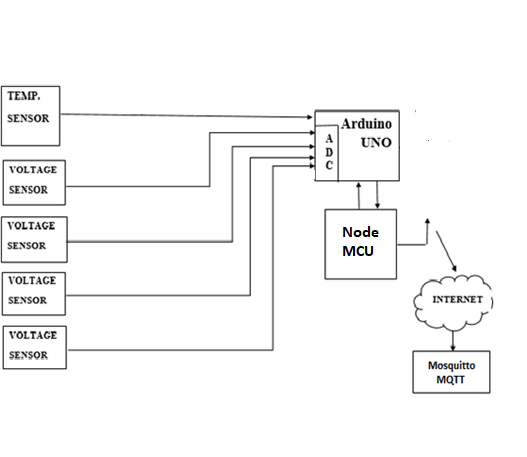 TEMP.
SENSOR
VOLTAGE
SENSOR
VOLTAGE
SENSOR
VOLTAGE
SENSOR
VOLTAGE
SENSOR
Arduino
UNO
A
D
C
Node
MCU
INTERNET
Mosquitto
MQTT